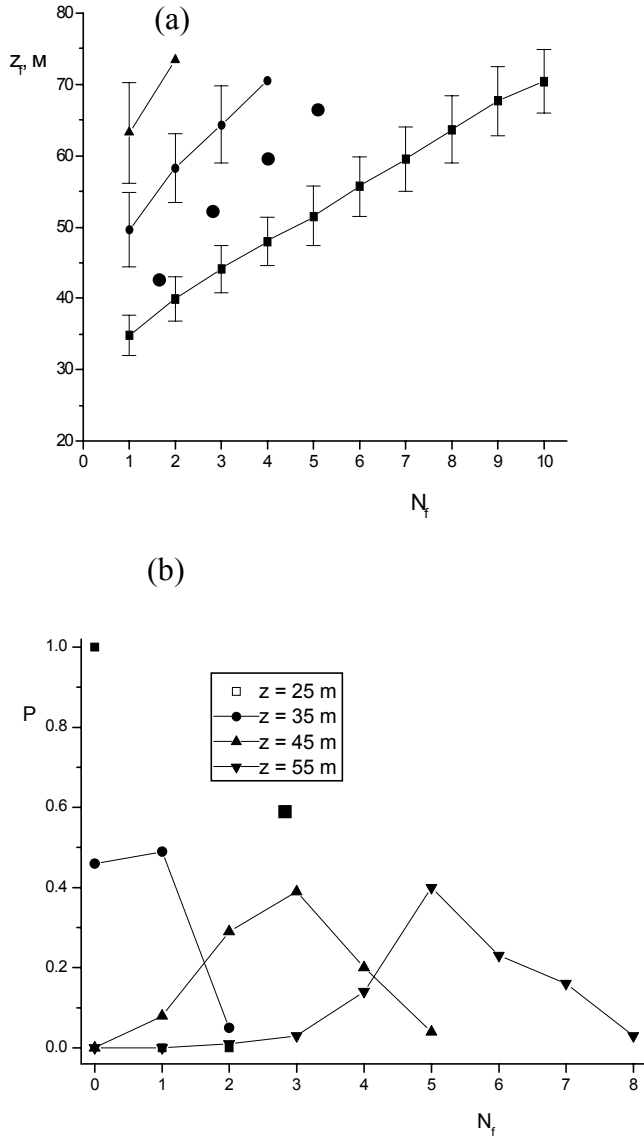 (a)
80
z_f, м
70
60
50
40
30
20
0 1 2 3 4 5 6 7 8 9 10
N_f
(b)
1.0
P
z = 25 m
z = 35 m
0.8
z = 45 m
z = 55 m
0.6
0.4
0.2
0.0
0 1 2 3 4 5 6 7 8
N_f